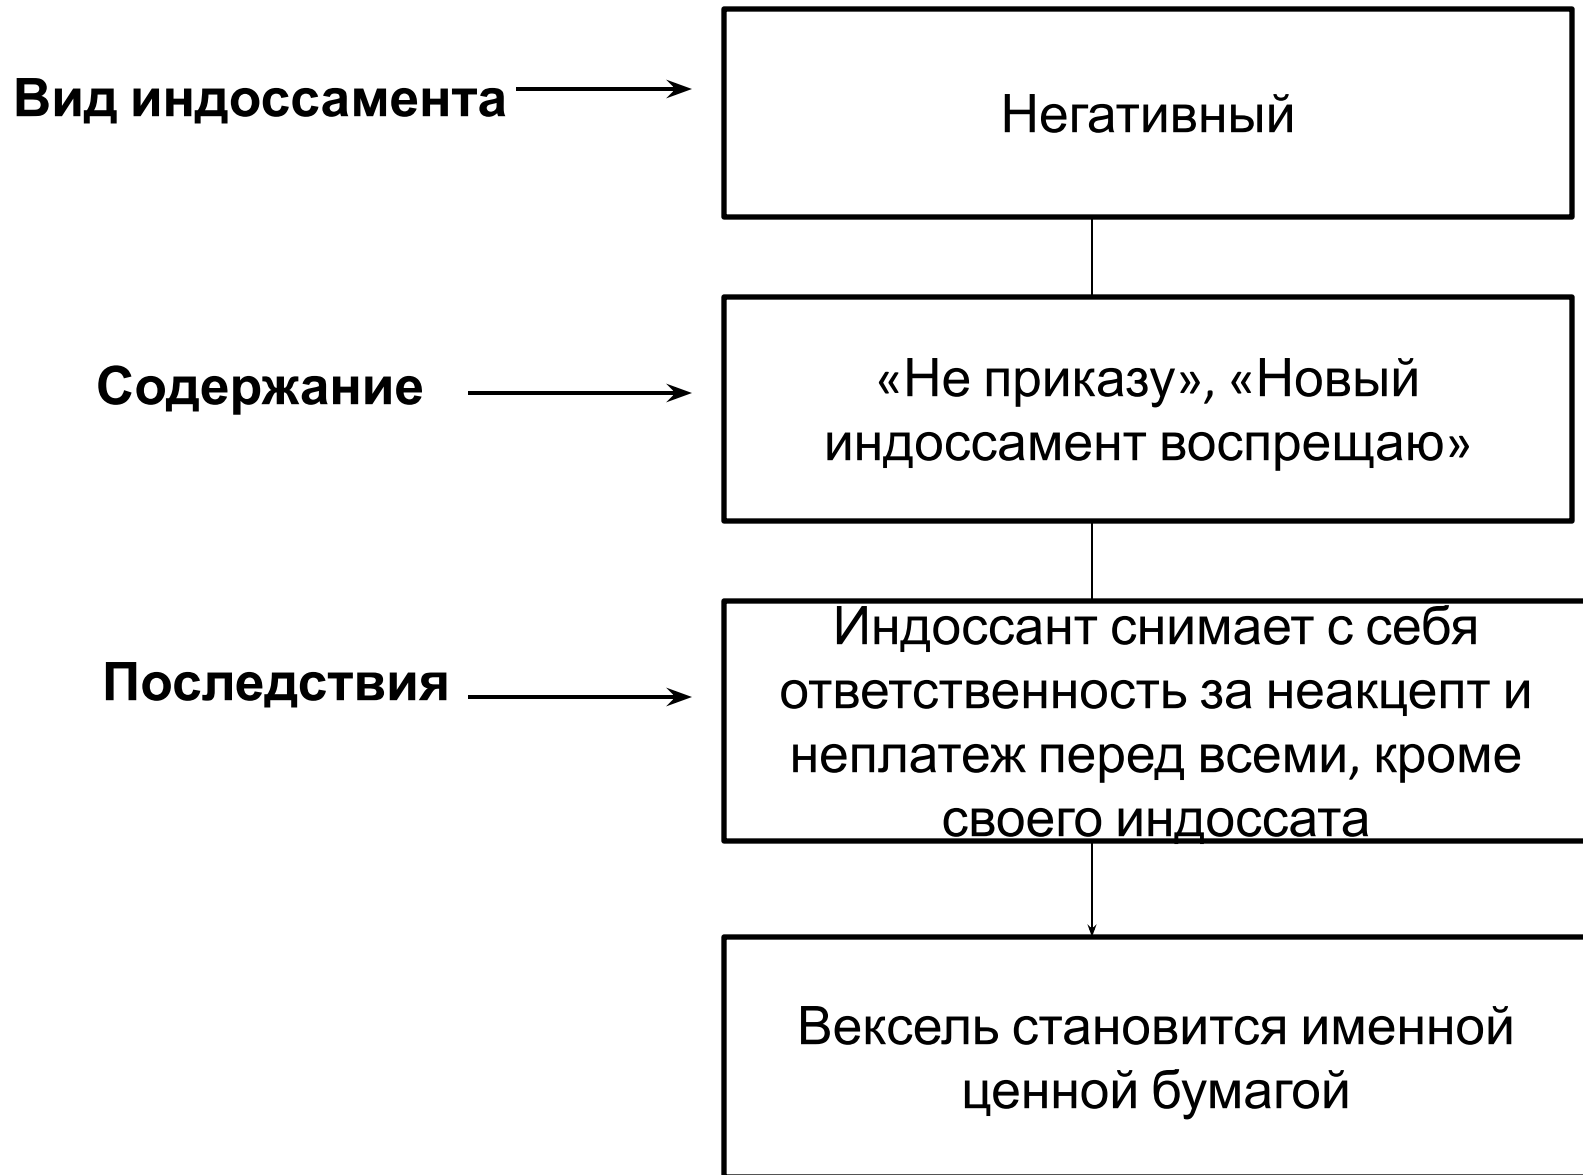 Вид индоссамента
Негативный
Содержание
«Не приказу», «Новый
индоссамент воспрещаю»
Последствия
Индоссант снимает с себя
ответственность за неакцепт и
неплатеж перед всеми, кроме
своего индоссата
Вексель становится именной
ценной бумагой